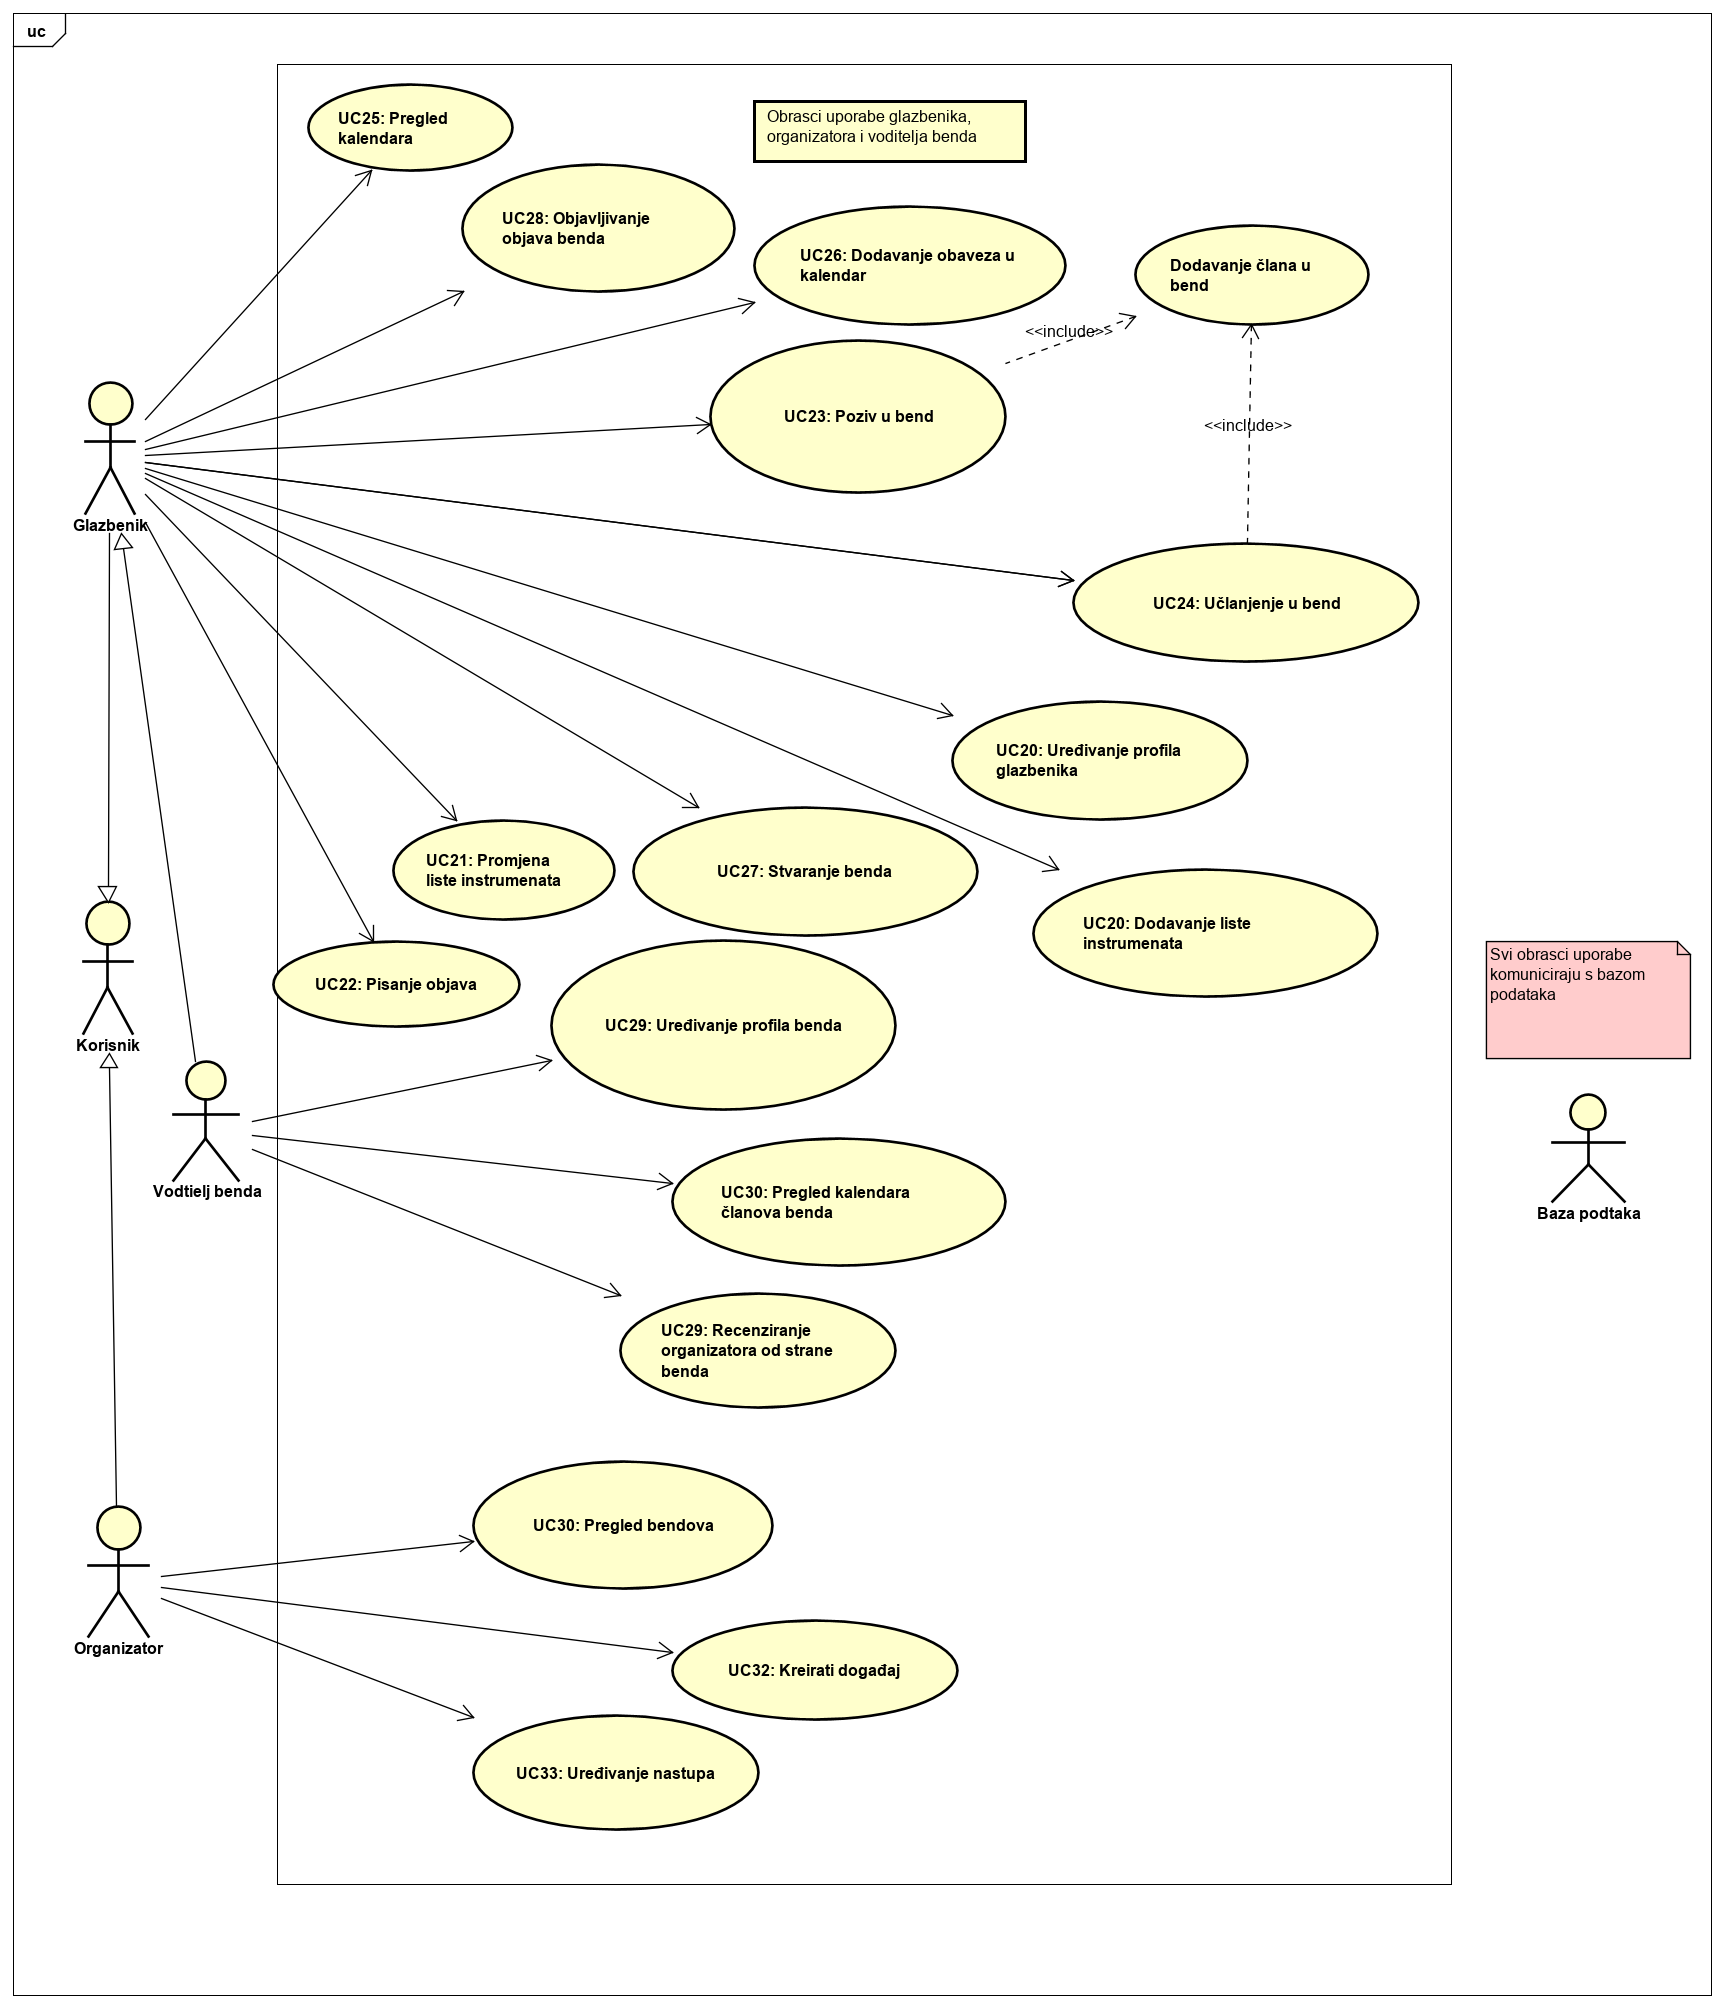 uc
UC25: Pregled
kalendara
Obrasci uporabe glazbenika,
organizatora i voditelja benda
UC28: Objavljivanje
objava benda
UC26: Dodavanje obaveza u
kalendar
Dodavanje člana u
bend
<<include>>
UC23: Poziv u bend
<<include>>
Glazbenik
UC24: Učlanjenje u bend
UC20: Uređivanje profila
glazbenika
UC21: Promjena
liste instrumenata
UC27: Stvaranje benda
UC20: Dodavanje liste
instrumenata
Svi obrasci uporabe
komuniciraju s bazom
podataka
UC22: Pisanje objava
UC29: Uređivanje profila benda
Korisnik
Vodtielj benda
UC30: Pregled kalendara
članova benda
Baza podtaka
UC29: Recenziranje
organizatora od strane
benda
UC30: Pregled bendova
Organizator
UC32: Kreirati događaj
UC33: Uređivanje nastupa